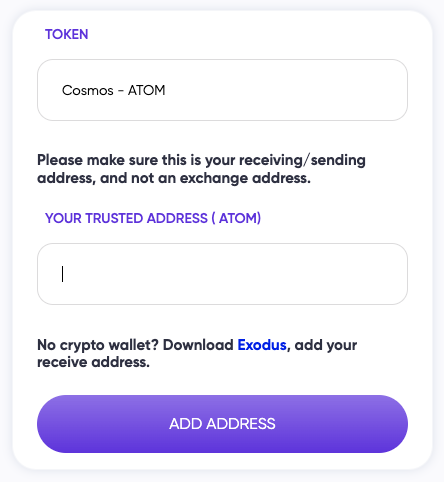 TOKEN
Cosmos - ATOM
Please make sure this is your receiving/sending
address, and not an exchange address.
YOUR TRUSTED ADDRESS ( ATOM)
No crypto wallet? Download Exodus, add your
receive address.
ADD ADDRESS